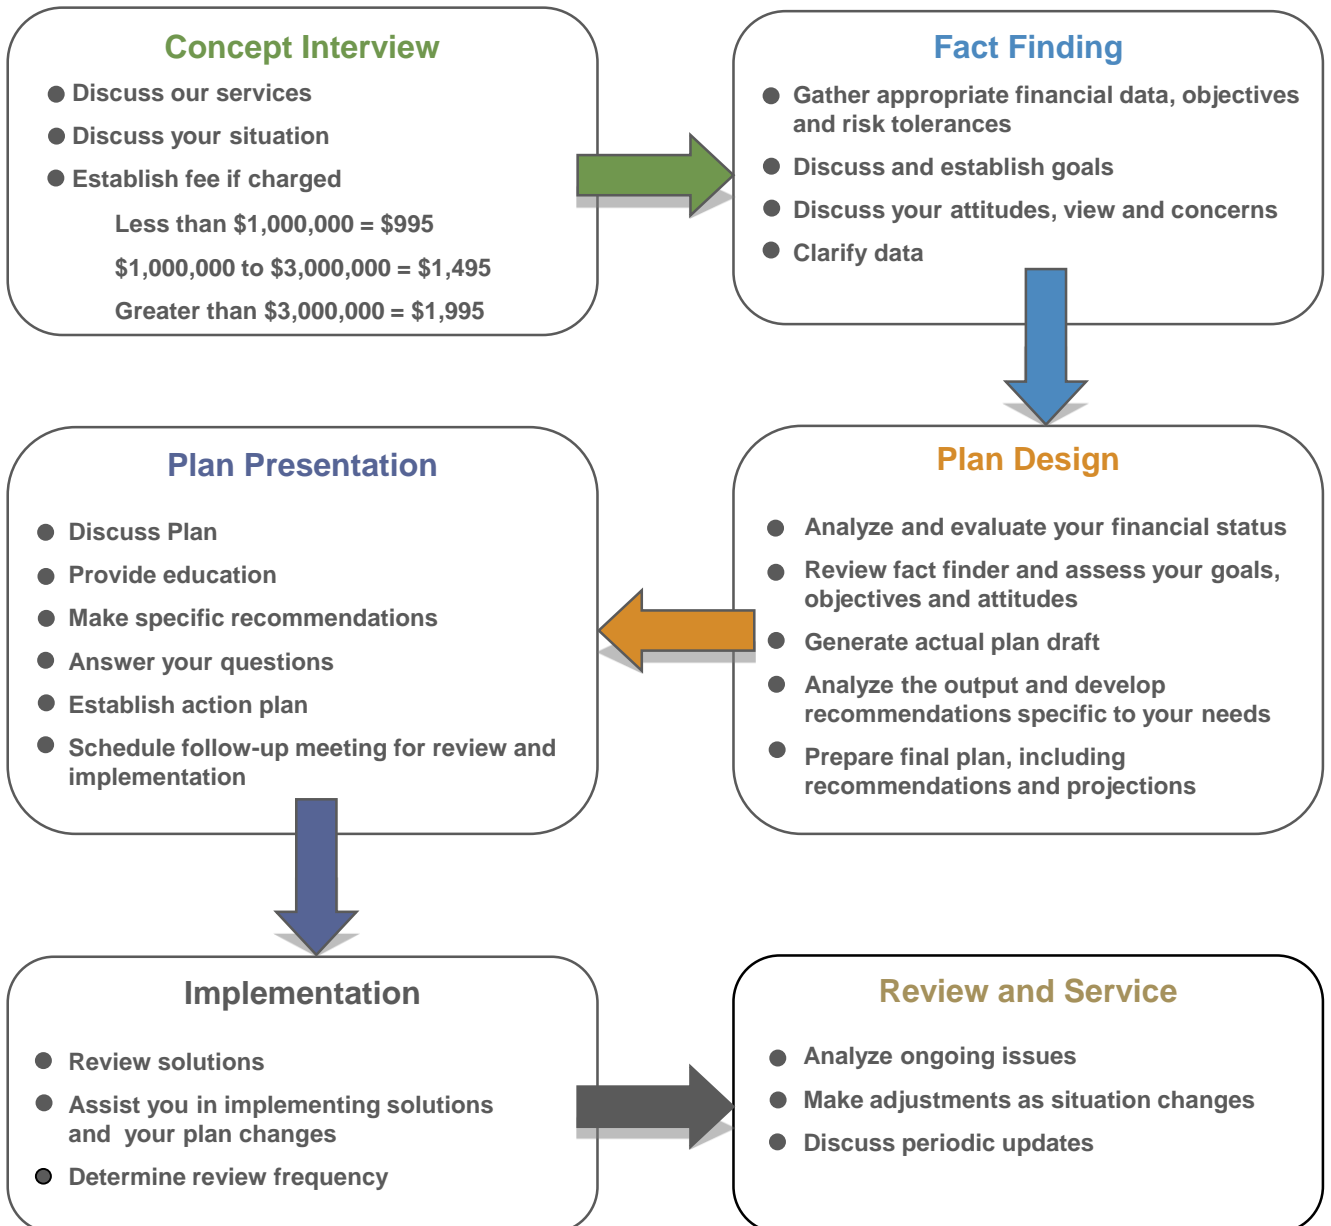 Concept Interview
Discuss our services
Discuss your situation
Establish fee if charged
Less than $1,000,000 = $995
$1,000,000 to $3,000,000 = $1,495
Greater than $3,000,000 = $1,995
Fact Finding
Gather appropriate financial data, objectives
and risk tolerances
Discuss and establish goals
Discuss your attitudes, view and concerns
Clarify data
Plan Design
Analyze and evaluate your financial status
Review fact finder and assess your goals,
objectives and attitudes
Generate actual plan draft
Analyze the output and develop
recommendations specific to your needs
Prepare final plan, including
recommendations and projections
Plan Presentation
Discuss Plan
Provide education
Make specific recommendations
Answer your questions
Establish action plan
Schedule follow-up meeting for review and
implementation
Implementation
Review solutions
Assist you in implementing solutions
and  your plan changes
Determine review frequency
Review and Service
Analyze ongoing issues
Make adjustments as situation changes
Discuss periodic updates